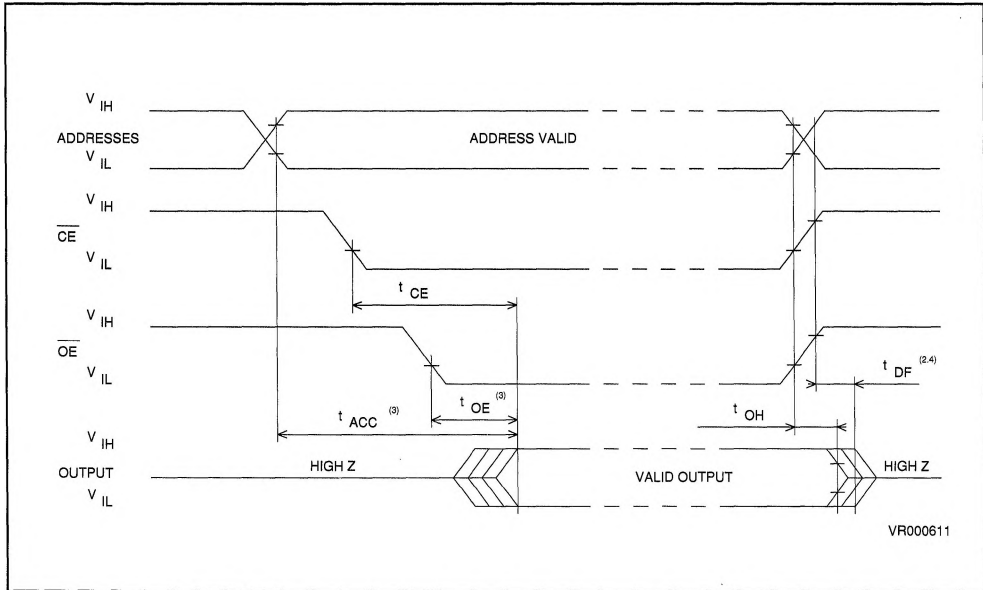 V IH
ADDRESSES
ADDRESS VALID
V IL
V IH
CE
V IL
t CE
V IH
OE
V IL
t DF (2.4)
t OE (3)
t OH
t ACC (3)
V IH
HIGH Z
OUTPUT
VALID OUTPUT
HIGH Z
V IL
VR000611